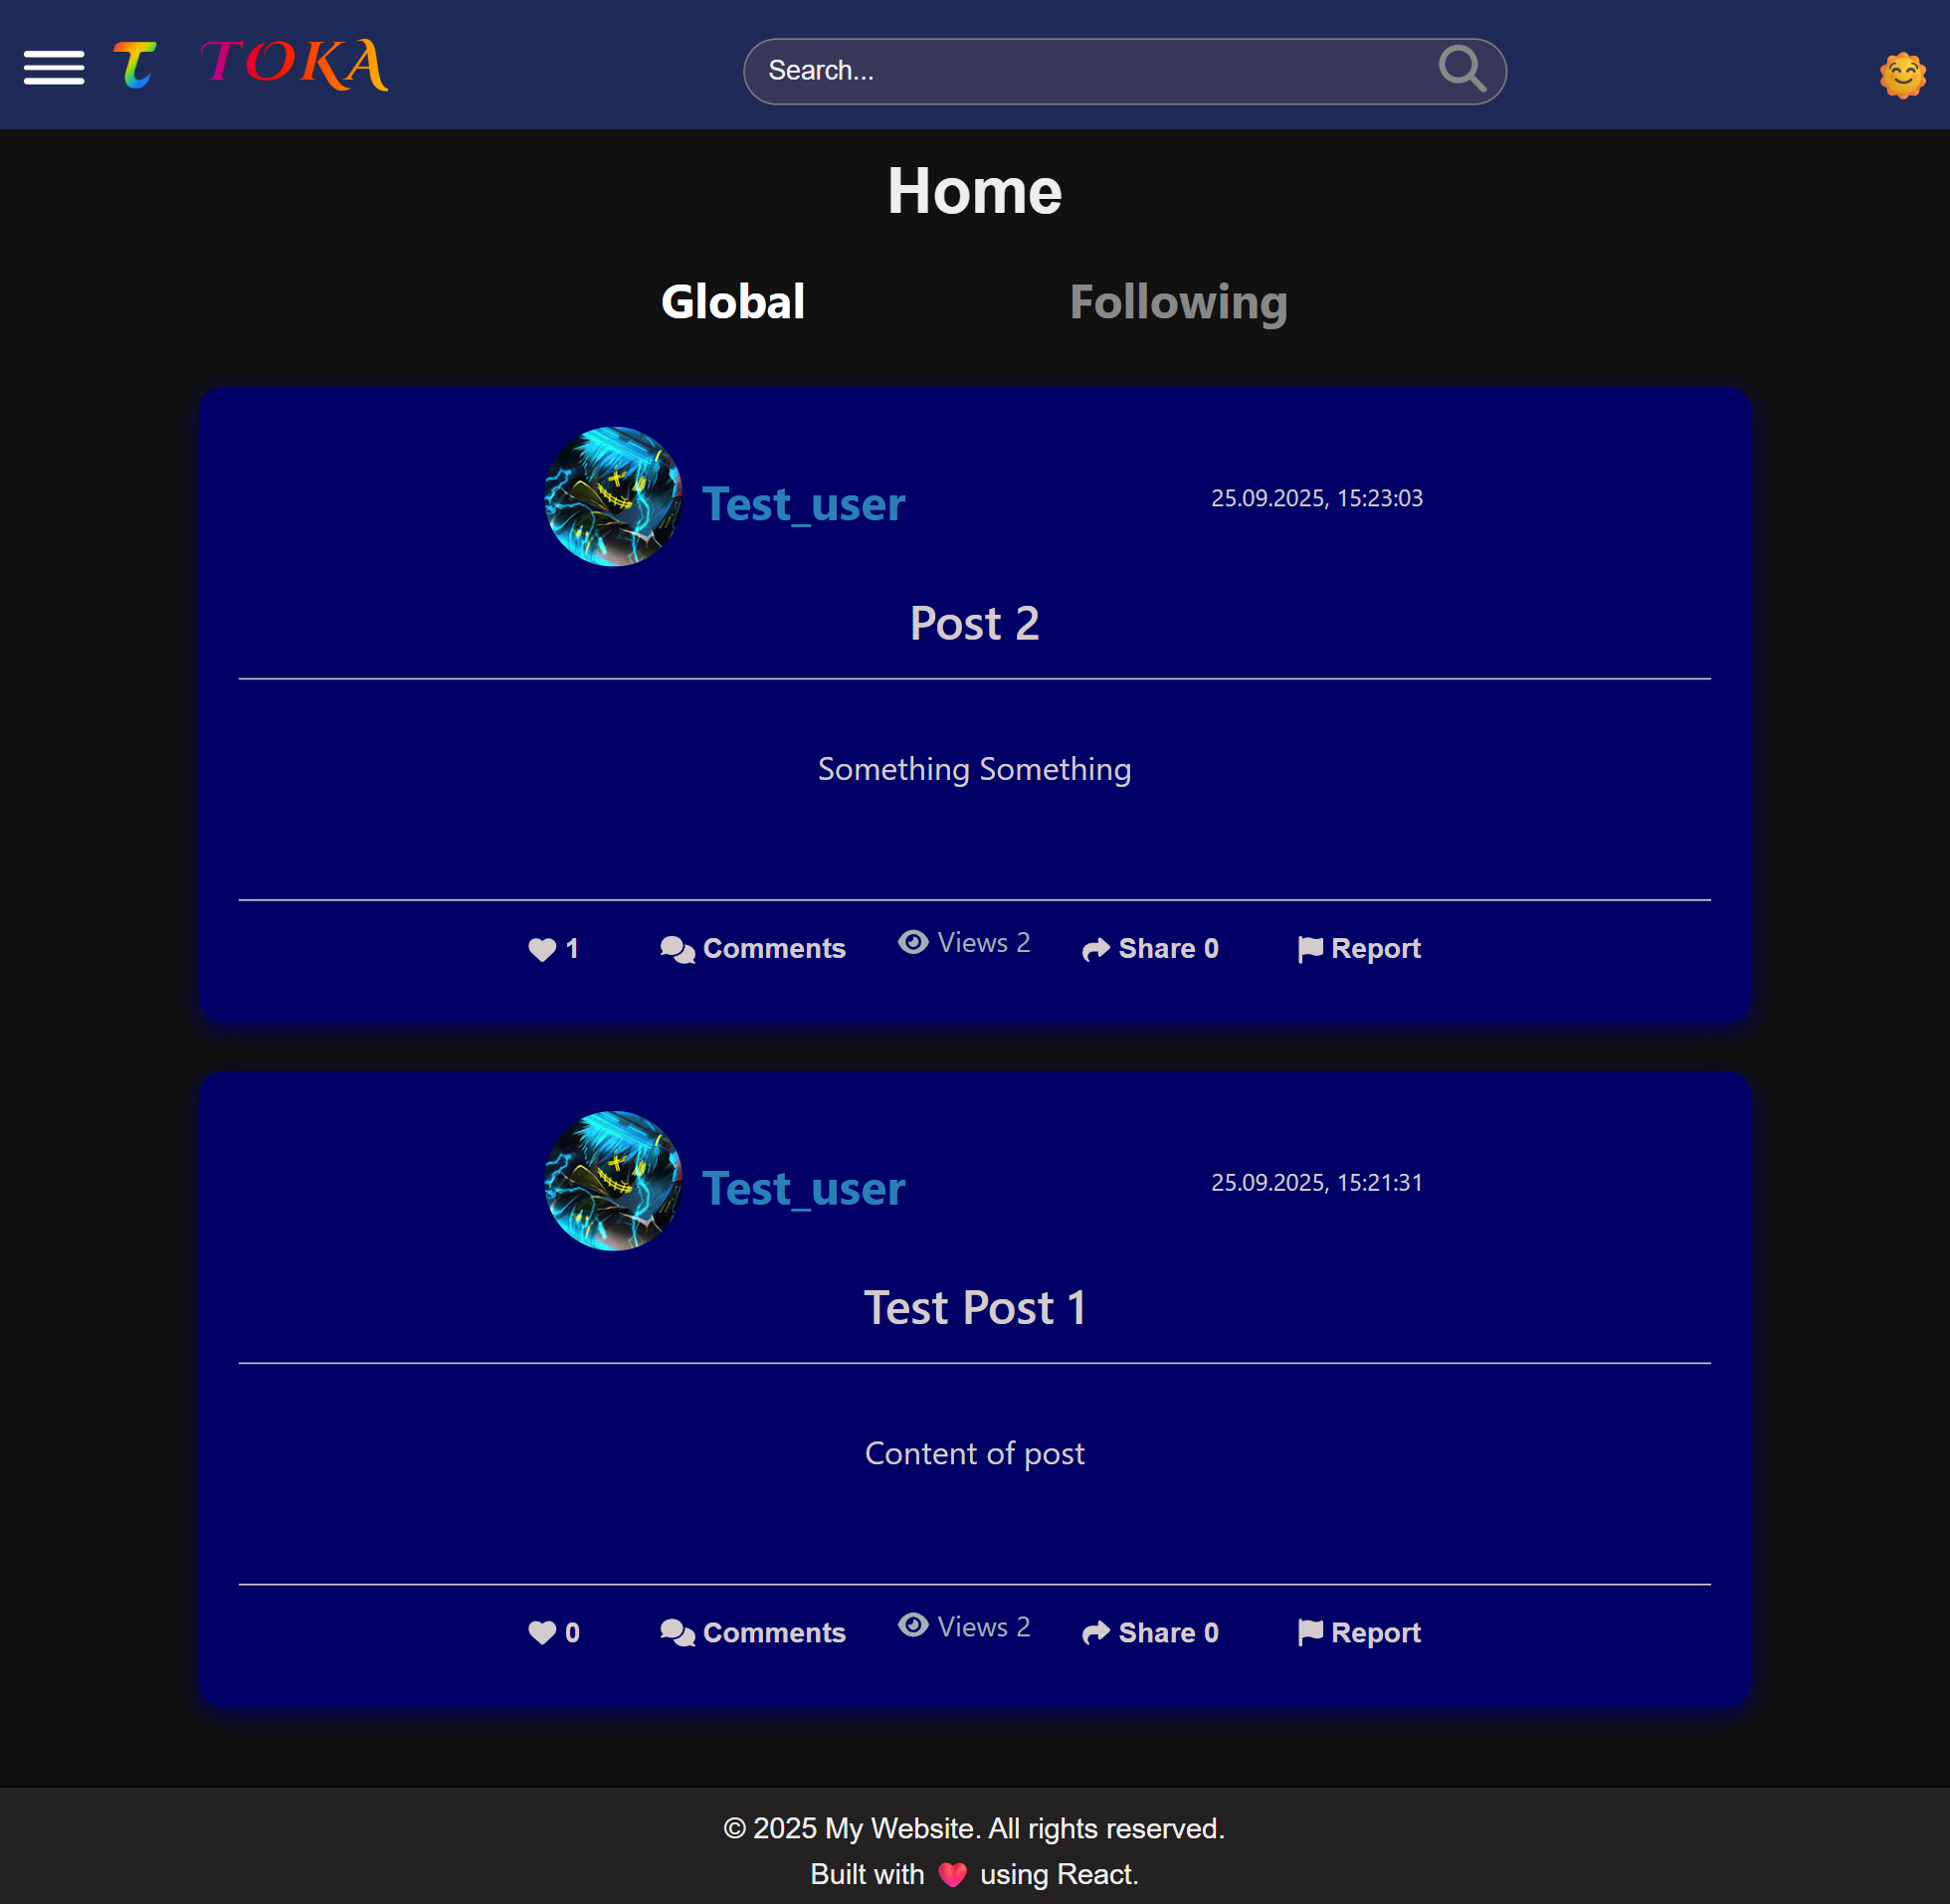 τ TOKA
Search...
Home
Global Following
Test_user 25.09.2025, 15:23:03
Post 2
Something Something
1 Comments Views 2 Share 0 Report
Test_user 25.09.2025, 15:21:31
Test Post 1
Content of post
0 Comments Views 2 Share 0 Report
© 2025 My Website. All rights reserved.
Built with ❤️ using React.